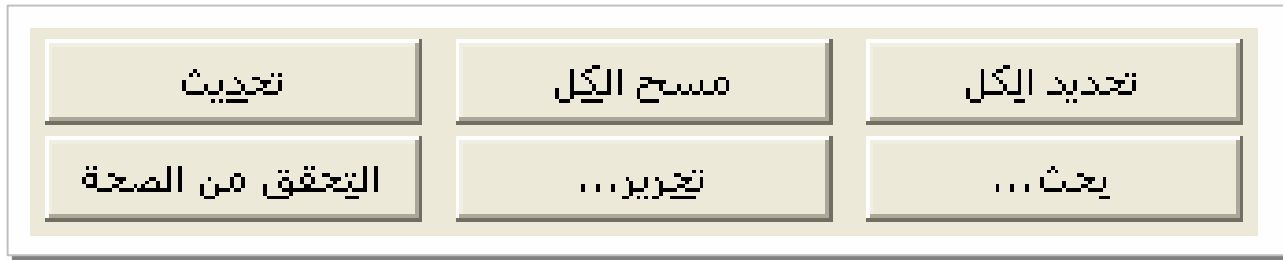 تحديد الكل
مسح الكل
تحديث
بحث...
تحرير...
التحقق من الصحة